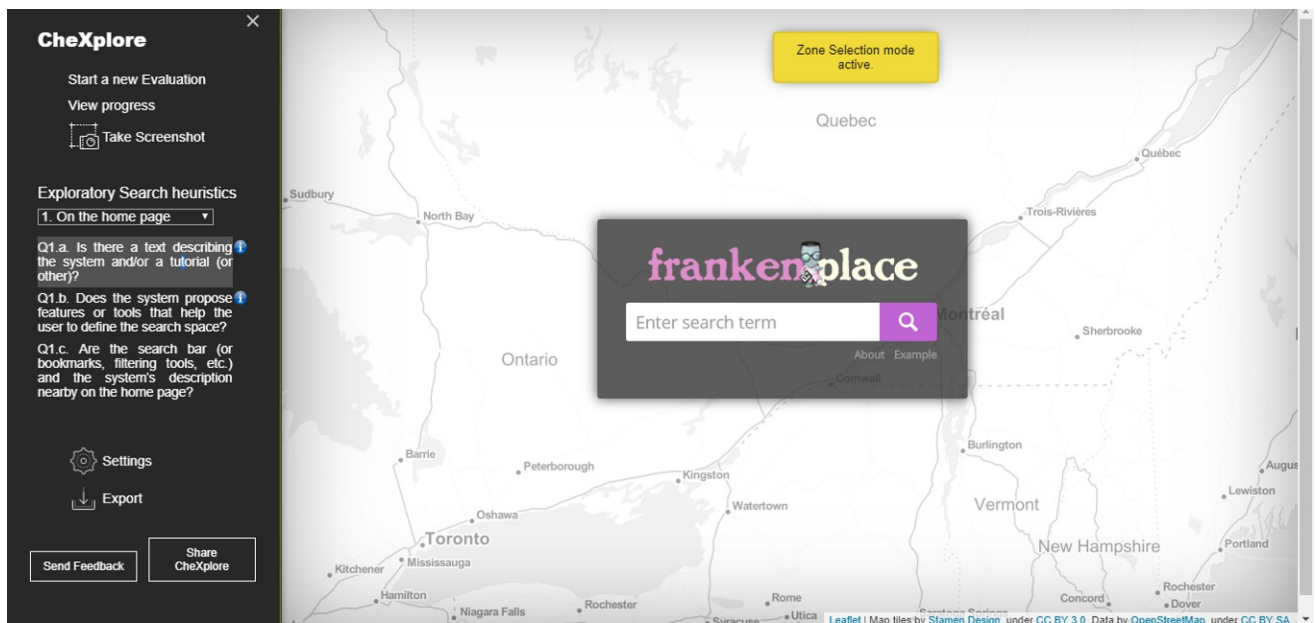 CheXplore
Start a new Evaluation
View progress
Take Screenshot
Exploratory Search heuristics
1. On the home page
Q1.a. Is there a text describing
the system and/or a tutorial (or
other)?
Q1.b. Does the system propose
features or tools that help the
user to define the search space?
Q1.c. Are the search bar (or
bookmarks, filtering tools, etc.)
and the system's description
nearby on the home page?
Settings
Export
Send Feedback
Share
CheXplore
Zone Selection mode
active.
Quebec
Québec
Sudbury
North Bay
Trois-Rivières
frankenplace
Enter search term
About Example
Montréal
Sherbrooke
Ontario
Cornwall
Barrie
Peterborough
Kingston
Burlington
Augus
Lewiston
Watertown
Vermont
Oshawa
Toronto
Mississauga
Kitchener
New Hampshire
Portland
Hamilton
Niagara Falls
Rochester
Rome
Utica
Syracuse
Saratoga Springs
Concord
Rochester
Dover
Leaflet | Map tiles by Stamen Design, under CC BY 3.0. Data by OpenStreetMap, under CC BY SA.